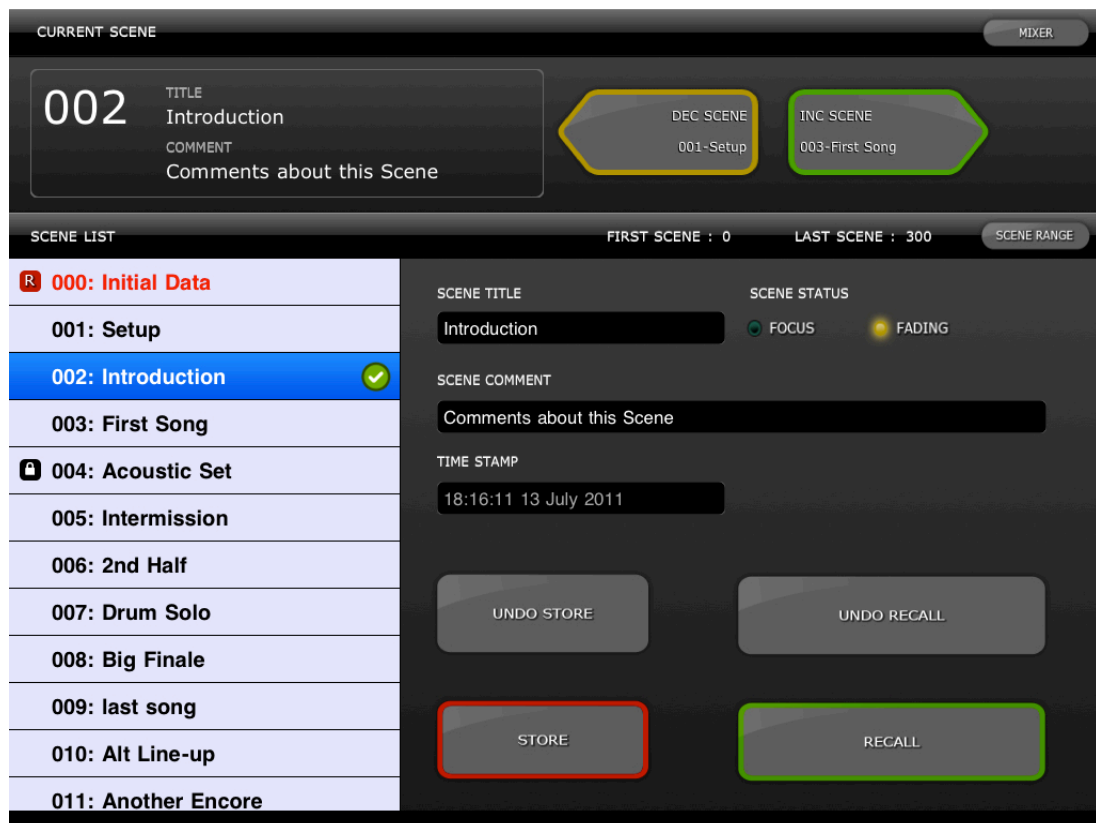 CURRENT SCENE
MIXER
002
TITLE
Introduction
COMMENT
Comments about this Scene
DEC SCENE
001-Setup
INC SCENE
003-First Song
SCENE LIST
FIRST SCENE : 0
LAST SCENE : 300
SCENE RANGE
R 000: Initial Data
001: Setup
002: Introduction
003: First Song
004: Acoustic Set
005: Intermission
006: 2nd Half
007: Drum Solo
008: Big Finale
009: last song
010: Alt Line-up
011: Another Encore
SCENE TITLE
Introduction
SCENE STATUS
FOCUS
FADING
SCENE COMMENT
Comments about this Scene
TIME STAMP
18:16:11 13 July 2011
UNDO STORE
UNDO RECALL
STORE
RECALL